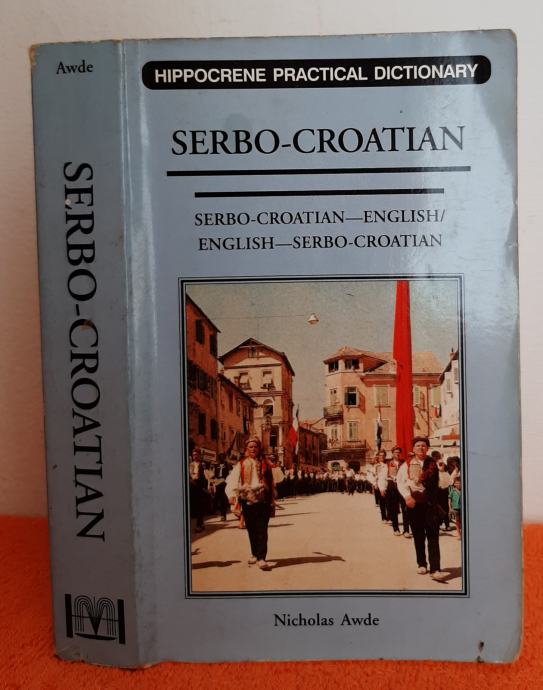 Awde
SERBO-CROATIAN
HIPPOCRENE PRACTICAL DICTIONARY
SERBO-CROATIAN
SERBO-CROATIAN—ENGLISH/
ENGLISH—SERBO-CROATIAN
Nicholas Awde